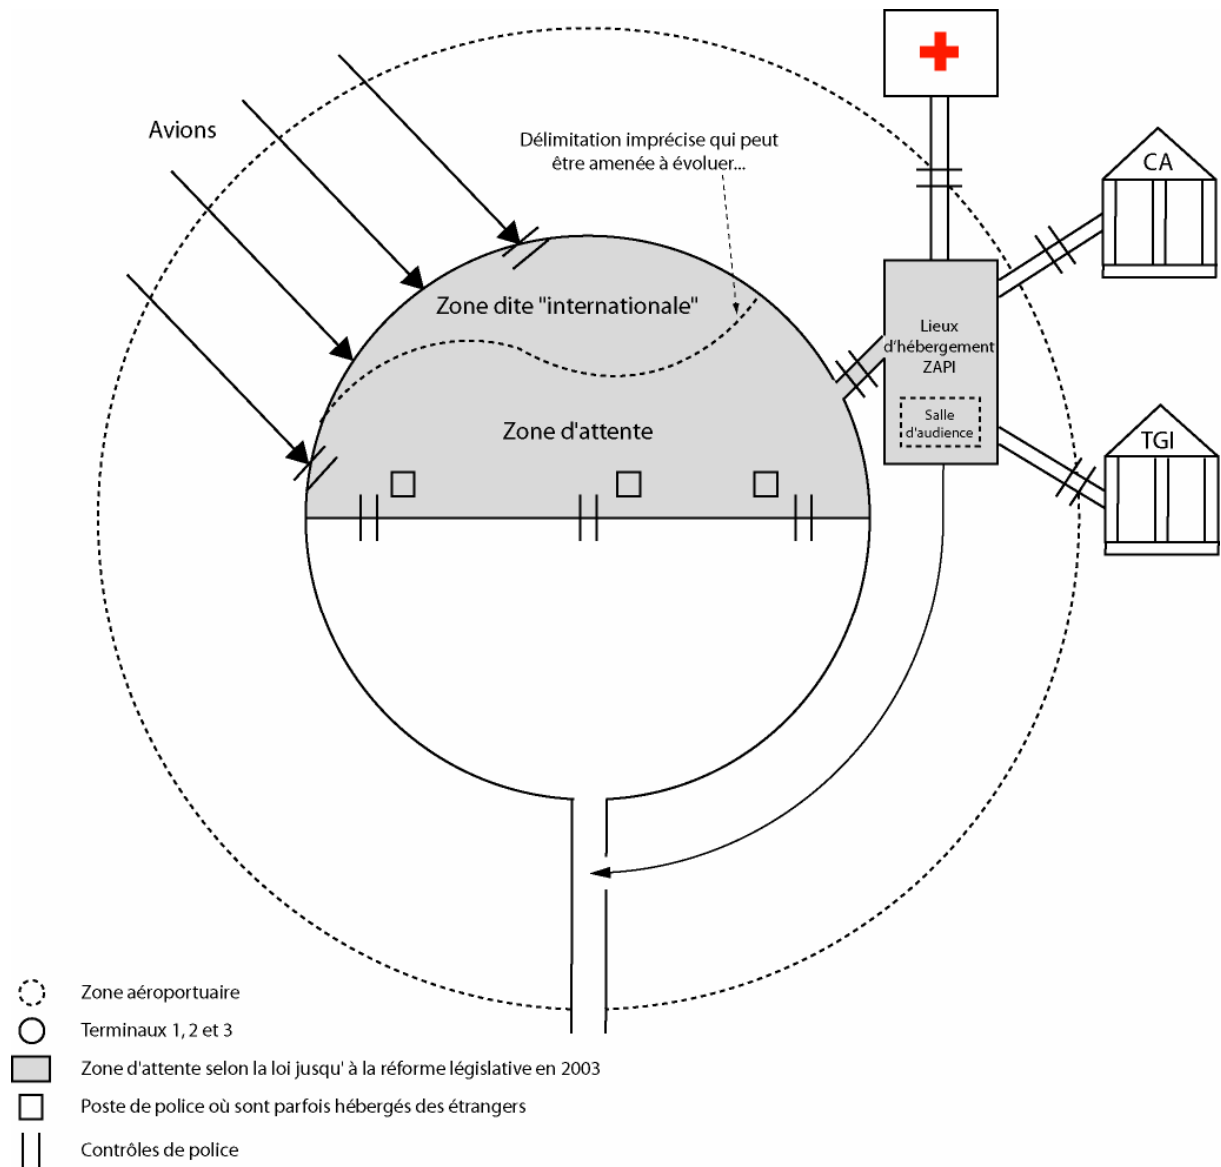 Avions
Délimitation imprécise qui peut
être amenée à évoluer...
CA
Zone dite "internationale"
Lieux
d'hébergement
ZAPI
Salle
d'audience
Zone d'attente
TGI
Zone aéroportuaire
Terminaux 1, 2 et 3
Zone d'attente selon la loi jusqu' à la réforme législative en 2003
Poste de police où sont parfois hébergés des étrangers
Contrôles de police